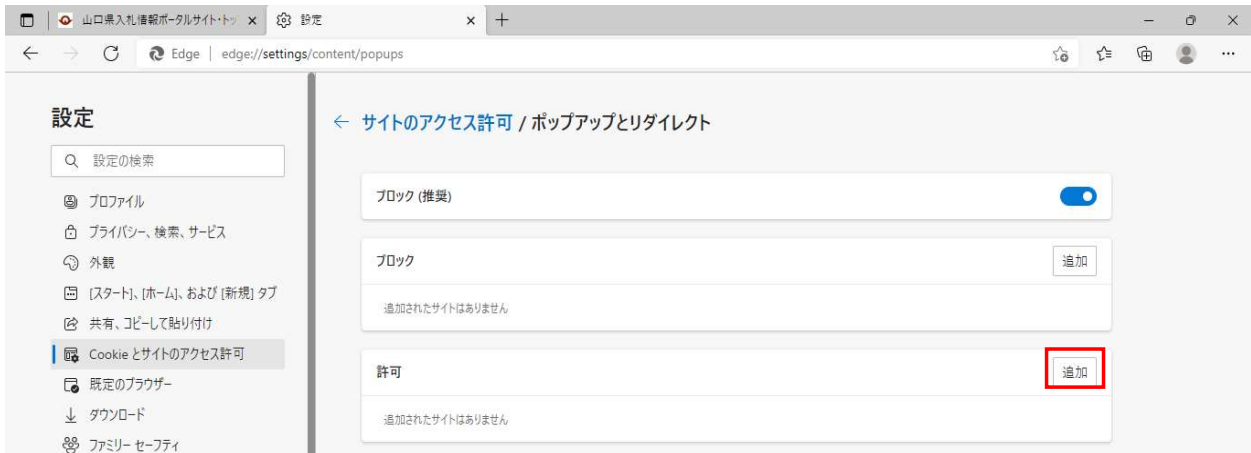 山口県入札情報ポータルサイト・トッ
設定
Edge
edge://settings/content/popups
設定
設定の検索
プロファイル
プライバシー、検索、サービス
外観
[スタート]、[ホーム]、および [新規] タブ
共有、コピーして貼り付け
Cookie とサイトのアクセス許可
既定のブラウザー
ダウンロード
ファミリー セーフティ
サイトのアクセス許可 / ポップアップとリダイレクト
ブロック (推奨)
ブロック
追加
追加されたサイトはありません
許可
追加
追加されたサイトはありません